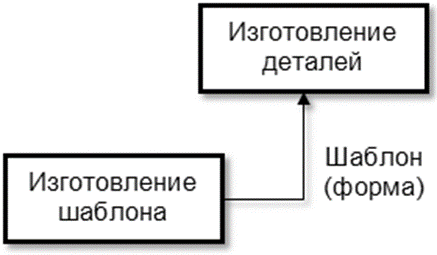 Изготовление
деталей
Шаблон
(форма)
Изготовление
шаблона